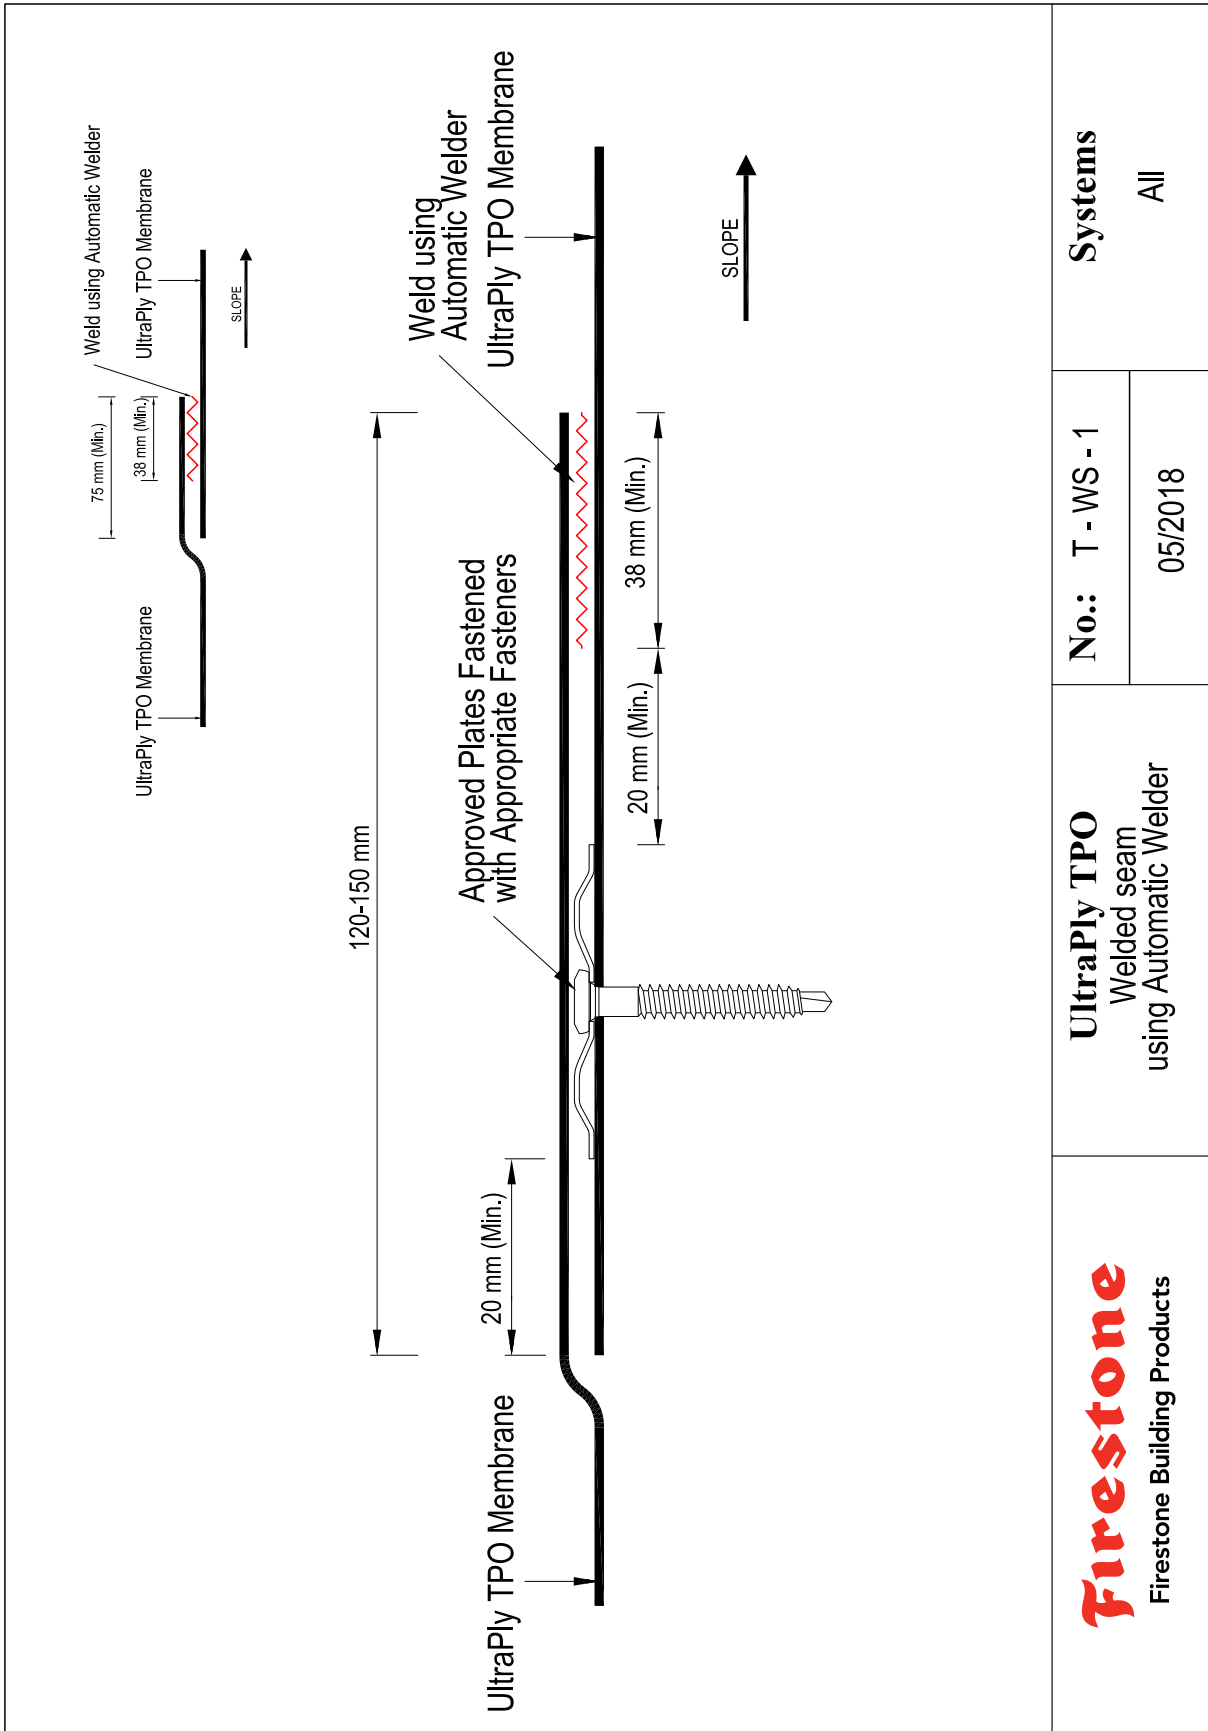 UltraPly TPO Membrane
75 mm (Min.)
38 mm (Min.)
Weld using Automatic Welder
UltraPly TPO Membrane
SLOPE
120-150 mm
UltraPly TPO Membrane
20 mm (Min.)
Approved Plates Fastened
with Appropriate Fasteners
20 mm (Min.)
38 mm (Min.)
Weld using
Automatic Welder
UltraPly TPO Membrane
SLOPE
Firestone
Firestone Building Products
UltraPly TPO
Welded seam
using Automatic Welder
No.: T - WS - 1
05/2018
Systems
All